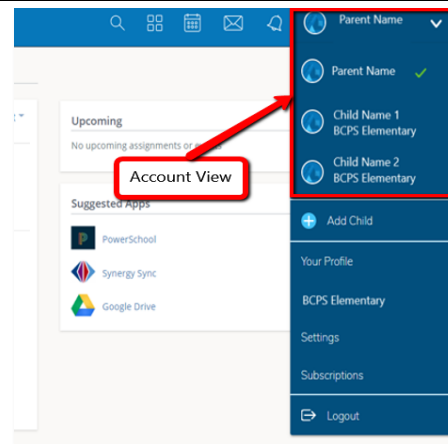 Parent Name
Parent Name
Child Name 1
BCPS Elementary
Child Name 2
BCPS Elementary
Upcoming
No upcoming assignments or
Account View
Suggested Apps
PowerSchool
Synergy Sync
Google Drive
Add Child
Your Profile
BCPS Elementary
Settings
Subscriptions
Logout